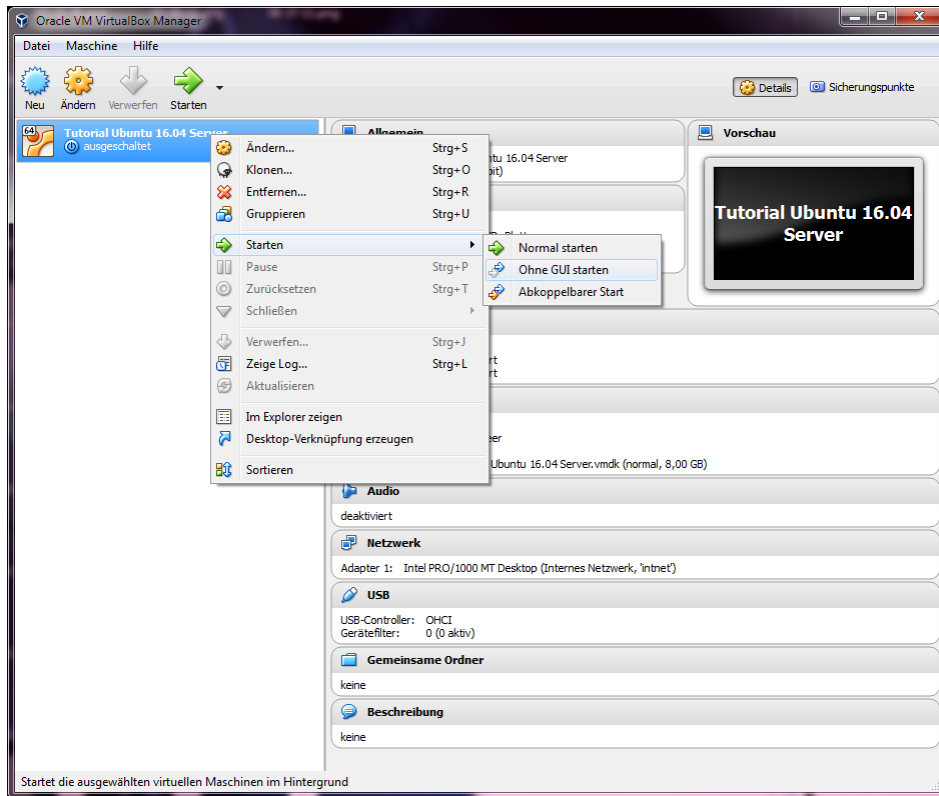 Oracle VM VirtualBox Manager
Datei Maschine Hilfe
Neu Ändern Verwerfen Starten
Details Sicherungspunkte
64 Tutorial Ubuntu 16.04 Server
ausgeschaltet
Ändern... Strg+S
Klonen... Strg+O
Entfernen... Strg+R
Gruppieren Strg+U
Starten
Pause Strg+P
Zurücksetzen Strg+T
Schließen
Verwerfen... Strg+J
Zeige Log... Strg+L
Aktualisieren
Im Explorer zeigen
Desktop-Verknüpfung erzeugen
Sortieren
Normal starten
Ohne GUI starten
Abkoppelbarer Start
Allgemein
16.04 Server
Vorschau
Tutorial Ubuntu 16.04
Server
Ubuntu 16.04 Server.vmdk (normal, 8,00 GB)
Audio
deaktiviert
Netzwerk
Adapter 1: Intel PRO/1000 MT Desktop (Internes Netzwerk, 'intnet')
USB
USB-Controller: OHCI
Gerätefilter: 0 (0 aktiv)
Gemeinsame Ordner
keine
Beschreibung
keine
Startet die ausgewählten virtuellen Maschinen im Hintergrund